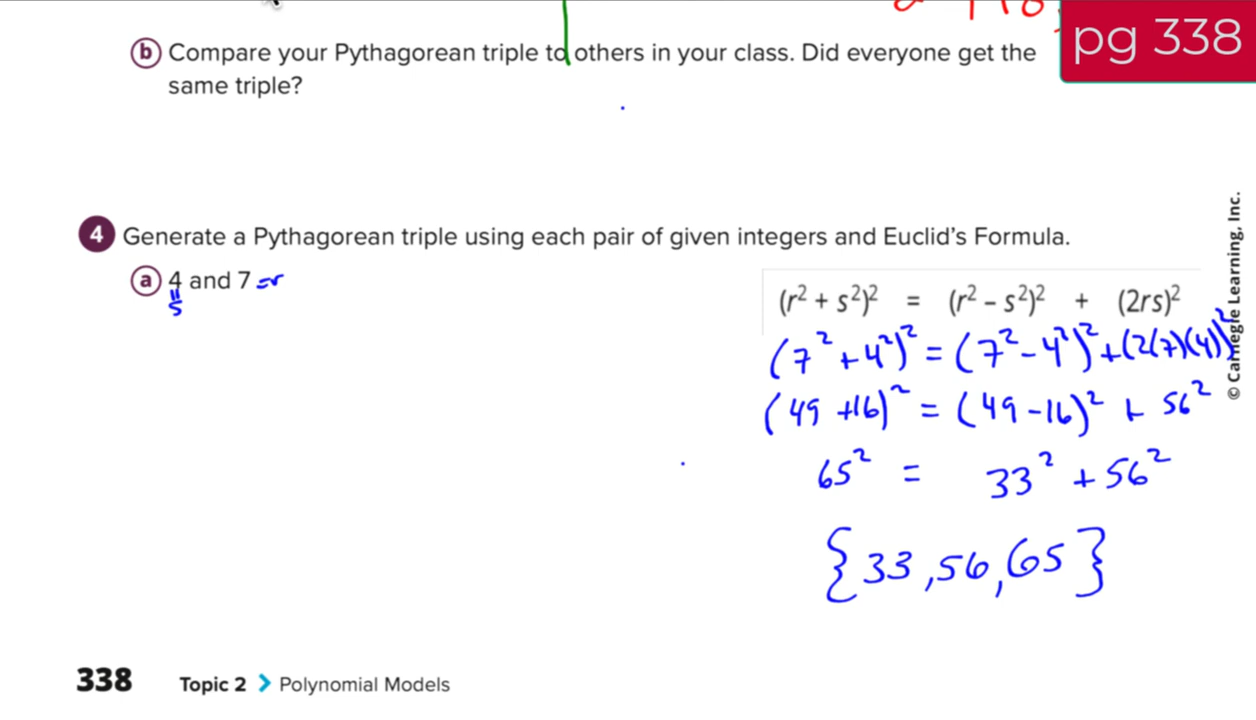 pg 338
b Compare your Pythagorean triple to others in your class. Did everyone get the
same triple?
4 Generate a Pythagorean triple using each pair of given integers and Euclid's Formula.
a 4 and 7 = r
" s
(r² + s²)² = (r² – s²)² + (2rs)²
(7² + 4²)² = (7² - 4²)² + (2(7)(4))²
(49 + 16)² = (49 - 16)² + 56²
65² = 33² + 56²
{33, 56, 65}
© Carnegie Learning, Inc.
338 Topic 2 > Polynomial Models